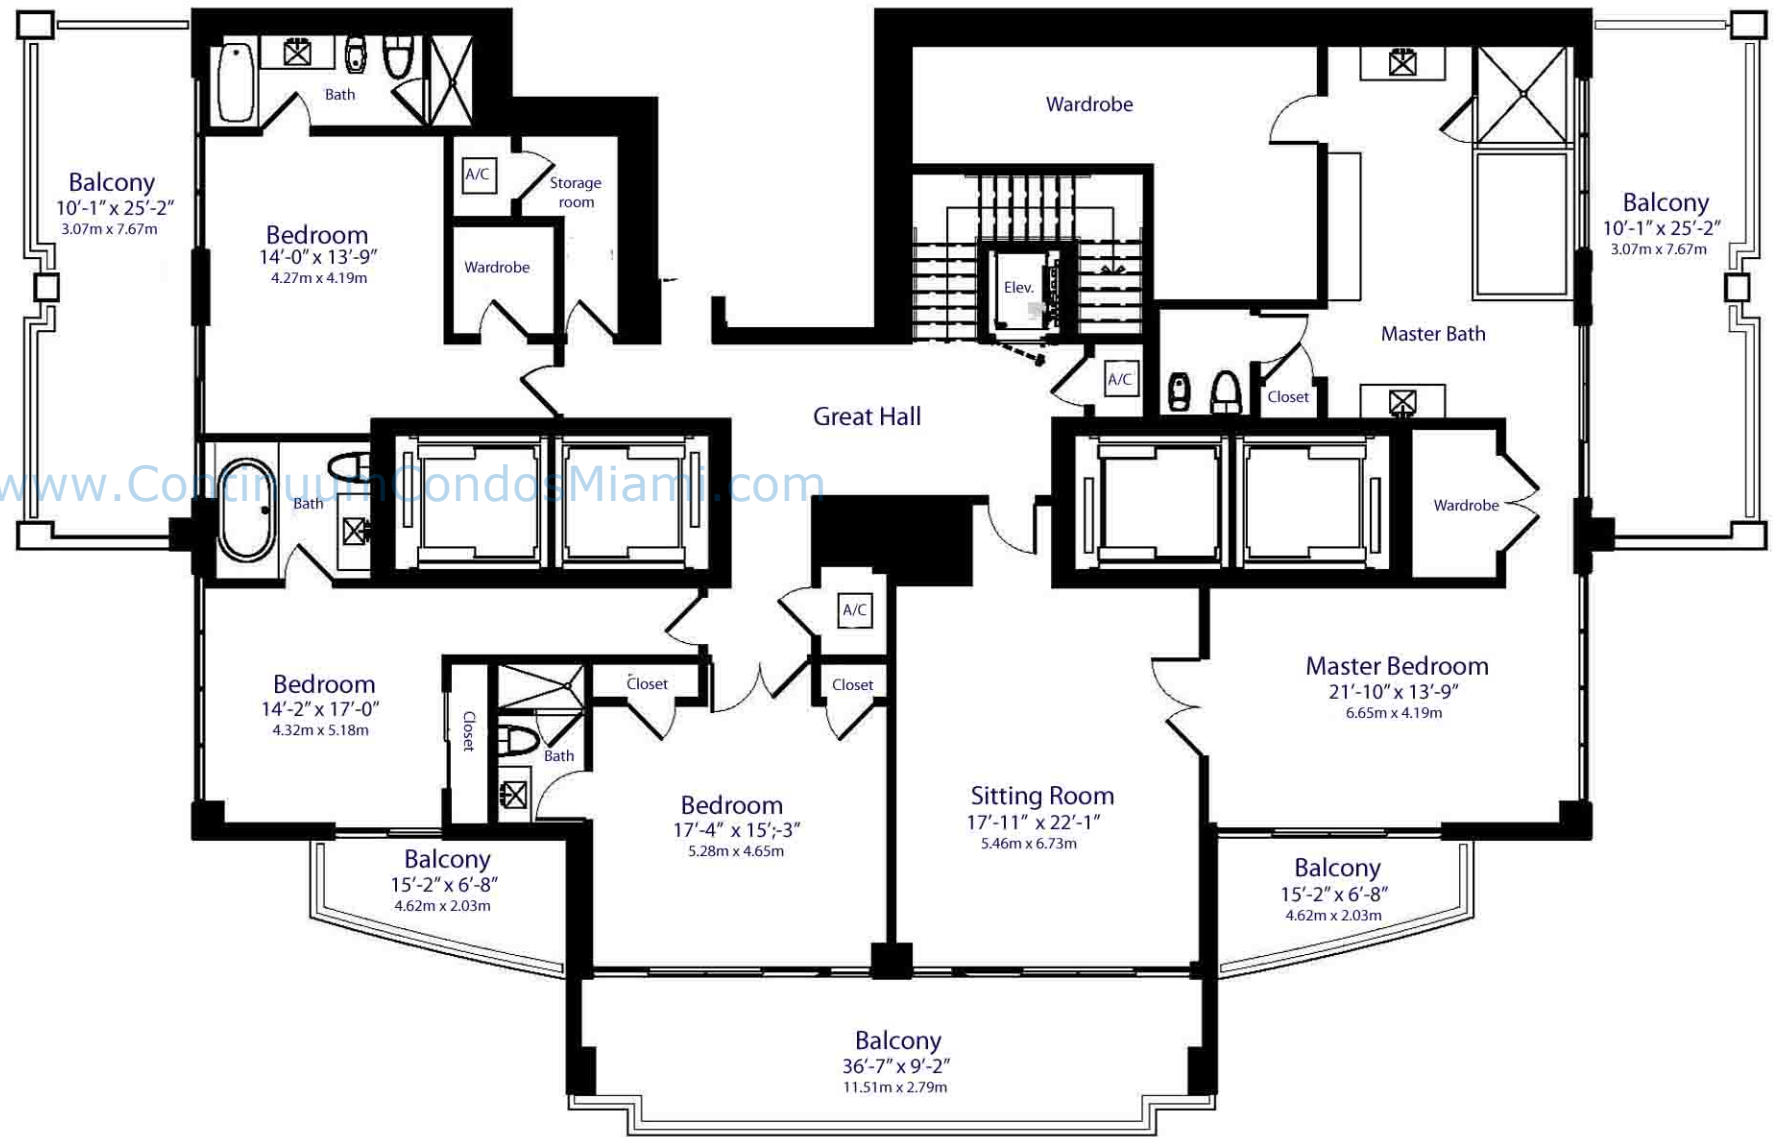 Bath
Balcony
10'-1" x 25'-2"
3.07m x 7.67m
Bedroom
14'-0" x 13'-9"
4.27m x 4.19m
A/C
Storage
room
Wardrobe
Wardrobe
Elev.
Balcony
10'-1" x 25'-2"
3.07m x 7.67m
Master Bath
A/C
Closet
Great Hall
www.ContinuumCondosMiami.com
Bath
Wardrobe
A/C
Bedroom
14'-2" x 17'-0"
4.32m x 5.18m
Closet
Closet
Closet
Bath
Master Bedroom
21'-10" x 13'-9"
6.65m x 4.19m
Bedroom
17'-4" x 15';-3"
5.28m x 4.65m
Sitting Room
17'-11" x 22'-1"
5.46m x 6.73m
Balcony
15'-2" x 6'-8"
4.62m x 2.03m
Balcony
15'-2" x 6'-8"
4.62m x 2.03m
Balcony
36'-7" x 9'-2"
11.51m x 2.79m